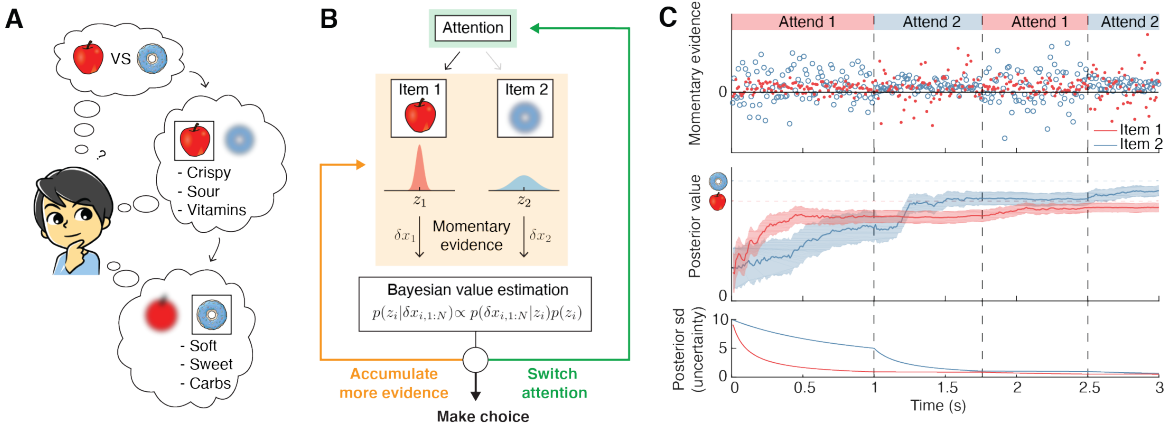 A
VS
?
- Crispy
- Sour
- Vitamins
- Soft
- Sweet
- Carbs
B
Attention
Item 1
Item 2
z₁
z₂
Momentary
evidence
δx₁
δx₂
Bayesian value estimation
p(zᵢ|δxᵢ,₁:N) ∝ p(δxᵢ,₁:N|zᵢ)p(zᵢ)
Accumulate
more evidence
Switch
attention
Make choice
C
Attend 1
Attend 2
Attend 1
Attend 2
Momentary evidence
0
Item 1
Item 2
Posterior value
0
Posterior sd
(uncertainty)
10
5
0
0
0.5
1
1.5
2
2.5
3
Time (s)